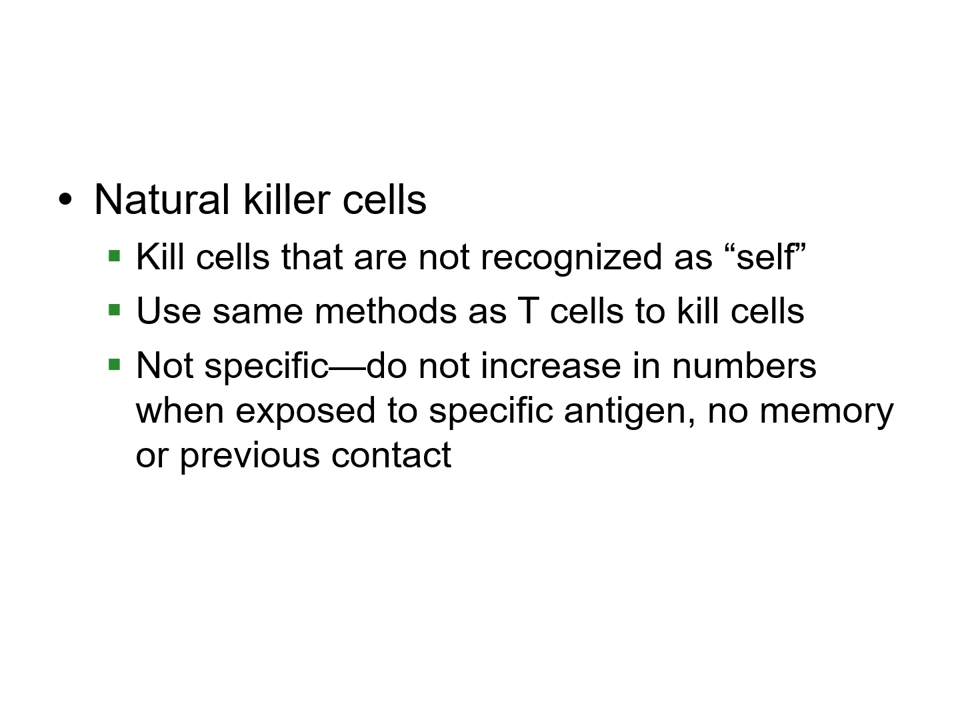 • Natural killer cells
▪ Kill cells that are not recognized as “self”
▪ Use same methods as T cells to kill cells
▪ Not specific—do not increase in numbers
when exposed to specific antigen, no memory
or previous contact